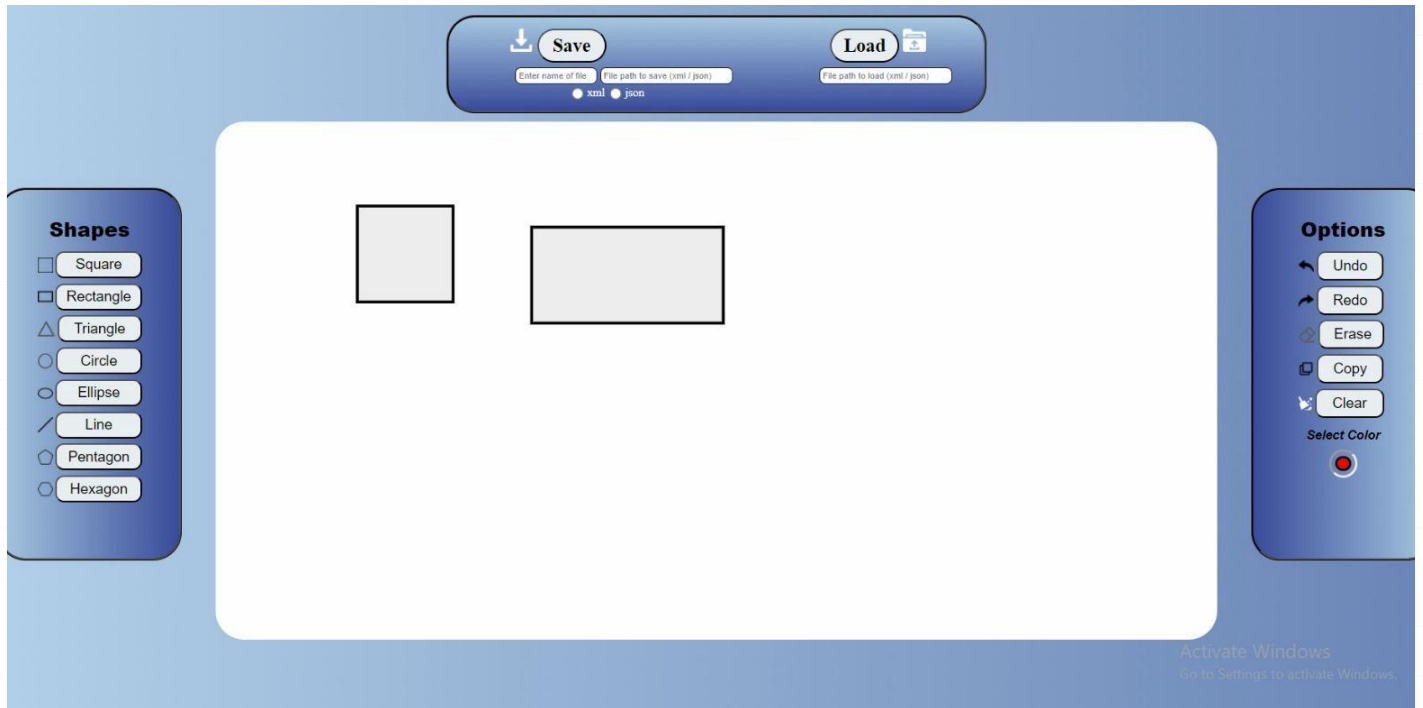 Save
Load
Enter name of file
File path to save (xml / json)
File path to load (xml / json)
xml
json
Shapes
Square
Rectangle
Triangle
Circle
Ellipse
Line
Pentagon
Hexagon
Options
Undo
Redo
Erase
Copy
Clear
Select Color
Activate Windows
Go to Settings to activate Windows.